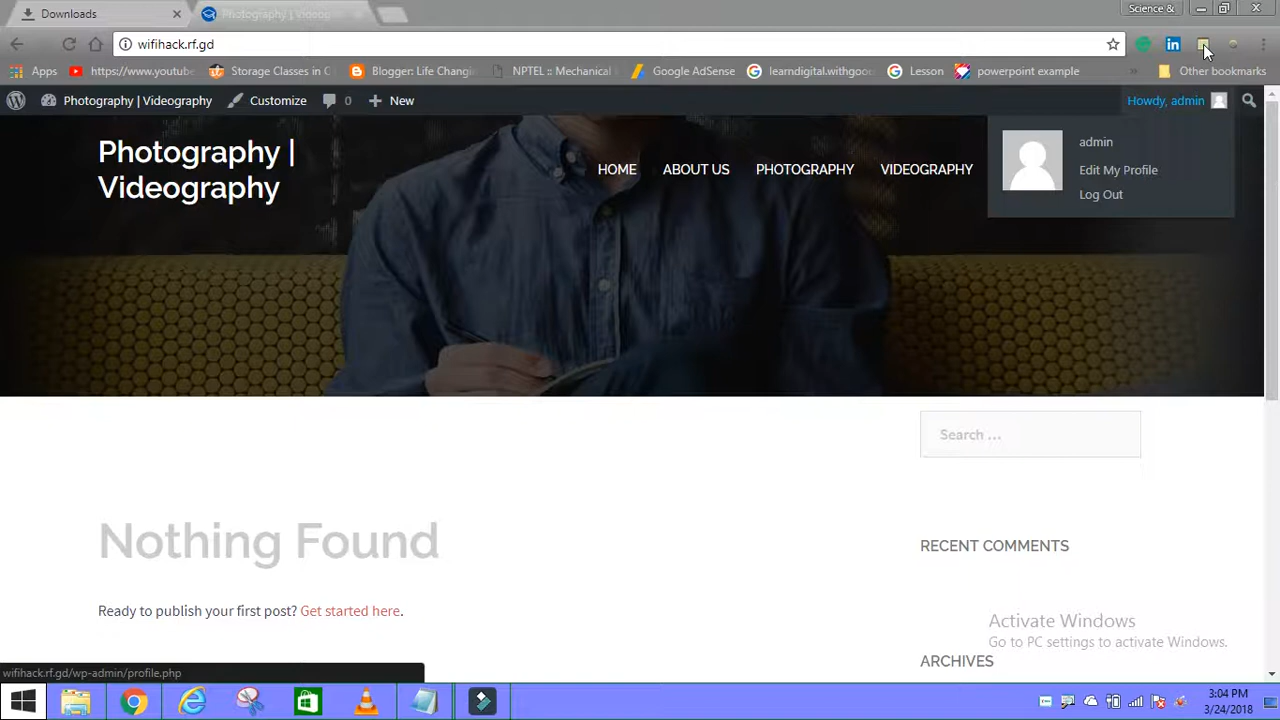 Downloads
Photography | Videog
Science &
wifihack.rf.gd
Apps
https://www.youtube
Storage Classes in C
Blogger: Life Changi
NPTEL :: Mechanical
Google AdSense
learndigital.withgoo
Lesson
powerpoint example
»
Other bookmarks
Photography | Videography
Customize
0
New
Howdy, admin
Photography |
Videography
HOME
ABOUT US
PHOTOGRAPHY
VIDEOGRAPHY
admin
Edit My Profile
Log Out
Search …
Nothing Found
RECENT COMMENTS
Ready to publish your first post? Get started here.
Activate Windows
Go to PC settings to activate Windows.
ARCHIVES
wifihack.rf.gd/wp-admin/profile.php
3:04 PM
3/24/2018